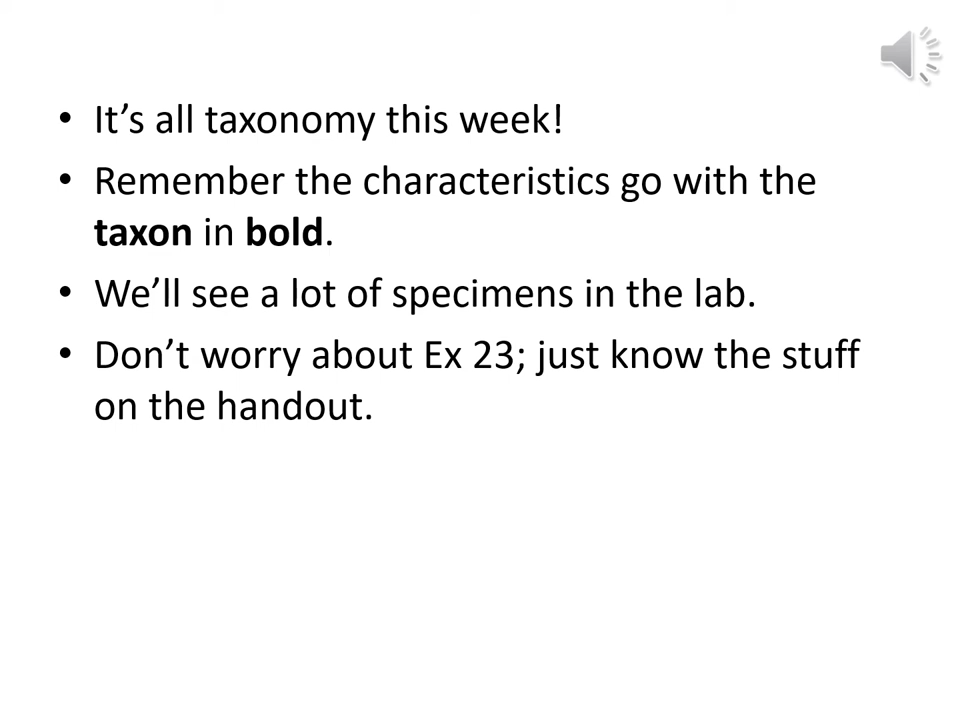 • It’s all taxonomy this week!
• Remember the characteristics go with the
taxon in bold.
• We’ll see a lot of specimens in the lab.
• Don’t worry about Ex 23; just know the stuff
on the handout.